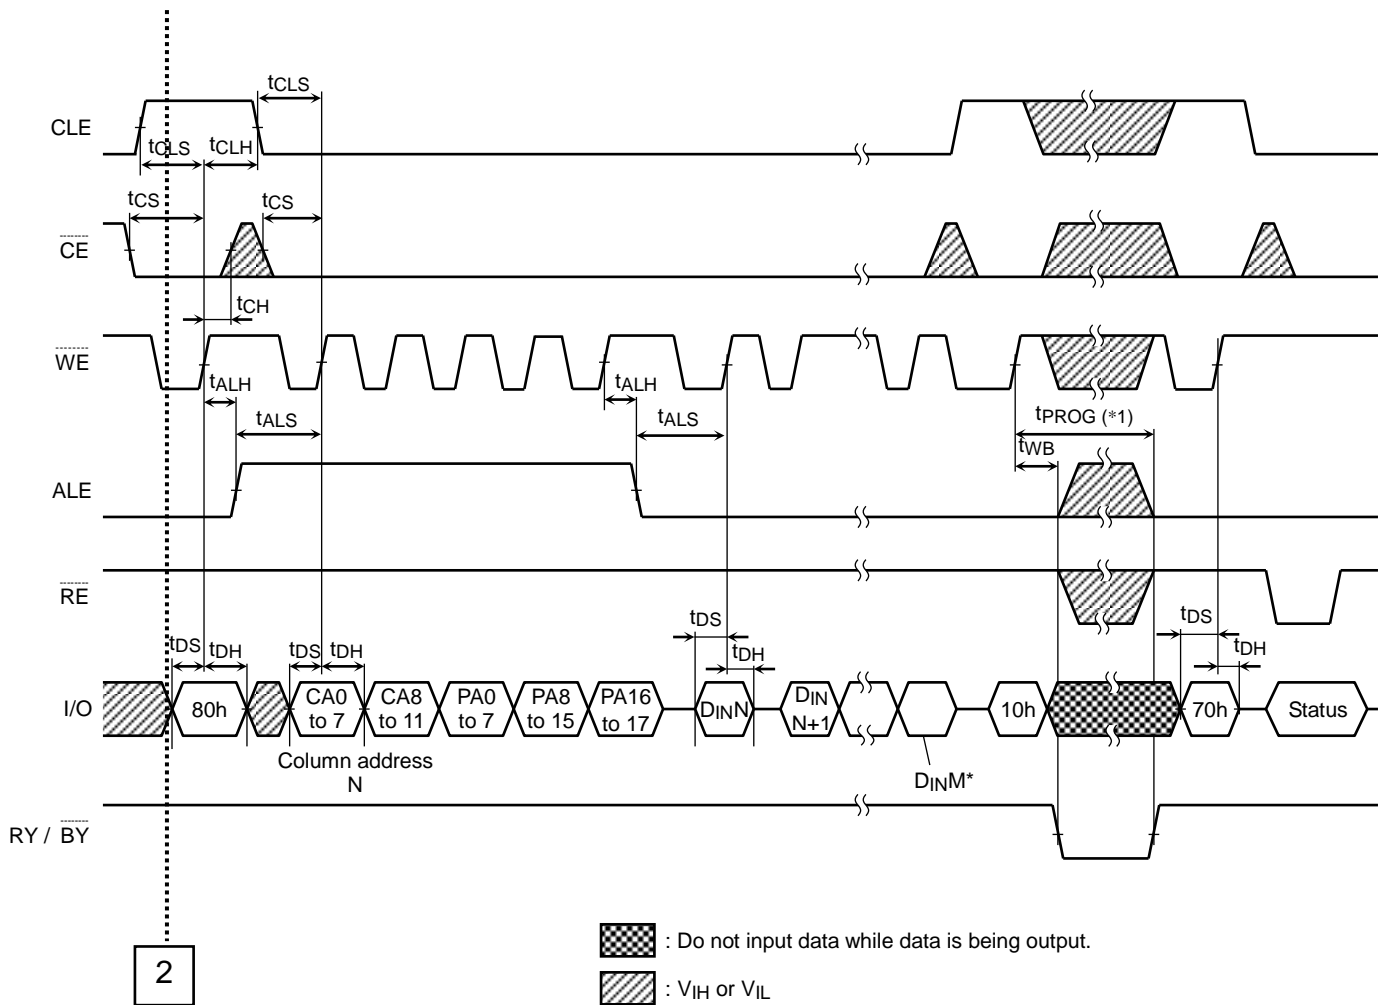 tCLS
CLE
tCLS tCLH
tCS tCS
CE
tCH
WE
tALH tALH
tALS tALS
tPROG (*1)
tWB
ALE
RE
tDS tDH tDS tDH tDS tDH tDS tDH
I/O 80h CA0 to 7 CA8 to 11 PA0 to 7 PA8 to 15 PA16 to 17 DINN DIN N+1 10h 70h Status
Column address
N
DINM*
RY / BY
: Do not input data while data is being output.
2
: VIH or VIL